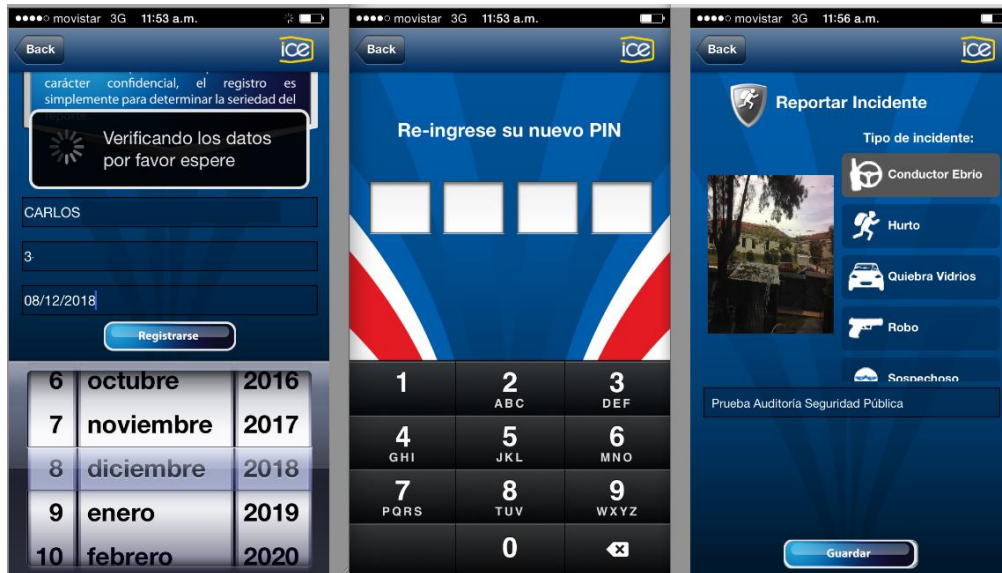 movistar 3G 11:53 a.m.
Back
ice
carácter confidencial, el registro es
simplemente para determinar la seriedad del
Verificando los datos
por favor espere
CARLOS
3-
08/12/2018
Registrarse
6 octubre 2016
7 noviembre 2017
8 diciembre 2018
9 enero 2019
10 febrero 2020
movistar 3G 11:53 a.m.
Back
ice
Re-ingrese su nuevo PIN
1
2 ABC
3 DEF
4 GHI
5 JKL
6 MNO
7 PQRS
8 TUV
9 WXYZ
0
movistar 3G 11:56 a.m.
Back
ice
Reportar Incidente
Tipo de incidente:
Conductor Ebrio
Hurto
Quiebra Vidrios
Robo
Sospechoso
Prueba Auditoría Seguridad Pública
Guardar